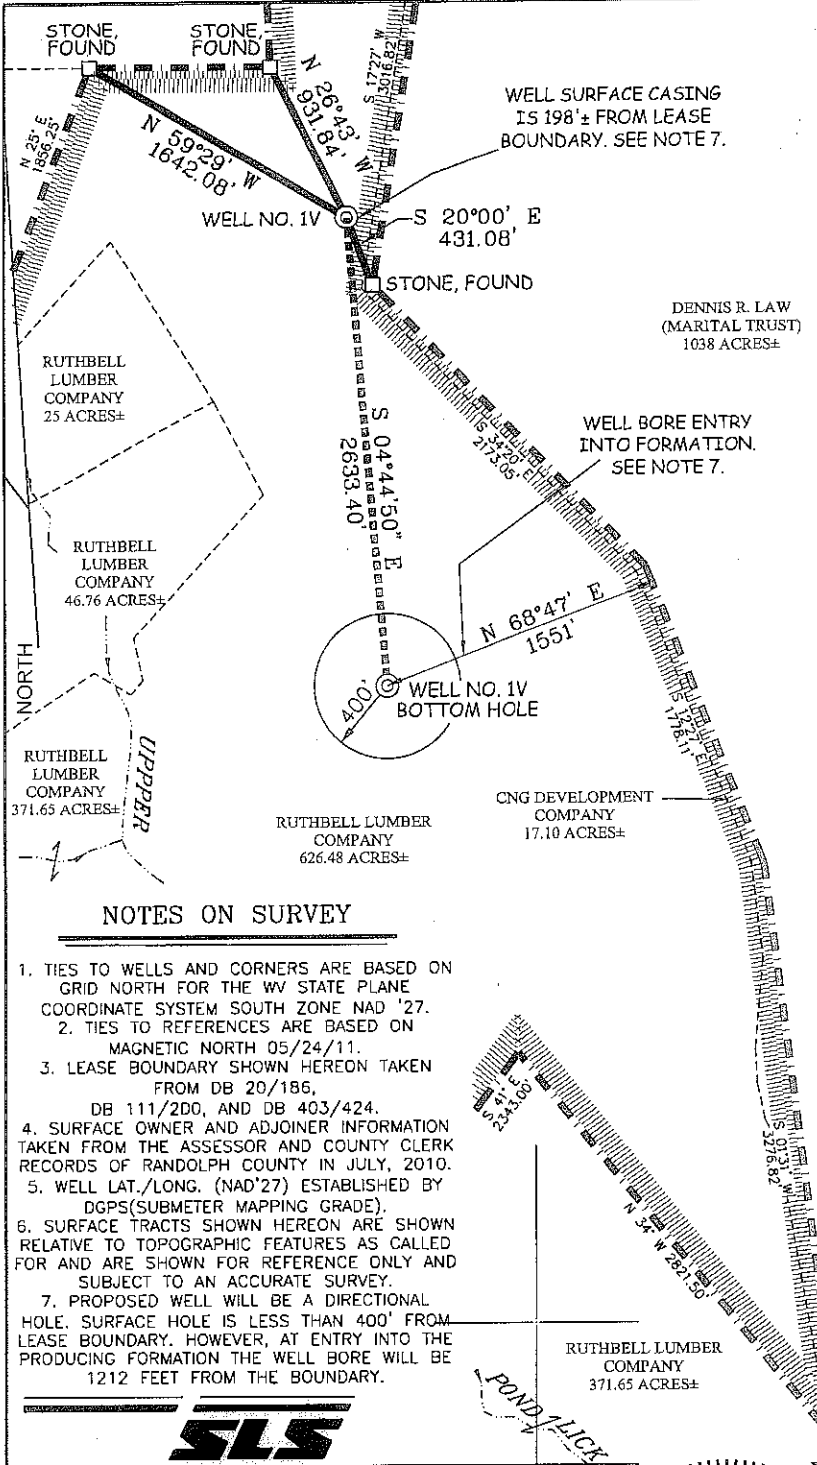 STONE,
FOUND
STONE,
FOUND
N 26°43' W
931.84'
S 17°27' W
3016.82'
WELL SURFACE CASING
IS 198'± FROM LEASE
BOUNDARY. SEE NOTE 7.
N 25° E
1856.25'
N 59°29' W
1642.08'
WELL NO. 1V
S 20°00' E
431.08'
STONE, FOUND
DENNIS R. LAW
(MARITAL TRUST)
1038 ACRES±
RUTHBELL
LUMBER
COMPANY
25 ACRES±
S 04°44'50" E
2633.40'
S 34°20' E
2173.05'
WELL BORE ENTRY
INTO FORMATION.
SEE NOTE 7.
RUTHBELL
LUMBER
COMPANY
46.76 ACRES±
N 68°47' E
1551'
NORTH
400'
WELL NO. 1V
BOTTOM HOLE
S 12°27' E
1778.11'
UPPER
RUTHBELL
LUMBER
COMPANY
371.65 ACRES±
CNG DEVELOPMENT
COMPANY
17.10 ACRES±
RUTHBELL LUMBER
COMPANY
626.48 ACRES±
NOTES ON SURVEY
1. TIES TO WELLS AND CORNERS ARE BASED ON
GRID NORTH FOR THE WV STATE PLANE
COORDINATE SYSTEM SOUTH ZONE NAD '27.
2. TIES TO REFERENCES ARE BASED ON
MAGNETIC NORTH 05/24/11.
3. LEASE BOUNDARY SHOWN HEREON TAKEN
FROM DB 20/186,
DB 111/200, AND DB 403/424.
4. SURFACE OWNER AND ADJOINER INFORMATION
TAKEN FROM THE ASSESSOR AND COUNTY CLERK
RECORDS OF RANDOLPH COUNTY IN JULY, 2010.
5. WELL LAT./LONG. (NAD'27) ESTABLISHED BY
DGPS(SUBMETER MAPPING GRADE).
6. SURFACE TRACTS SHOWN HEREON ARE SHOWN
RELATIVE TO TOPOGRAPHIC FEATURES AS CALLED
FOR AND ARE SHOWN FOR REFERENCE ONLY AND
SUBJECT TO AN ACCURATE SURVEY.
7. PROPOSED WELL WILL BE A DIRECTIONAL
HOLE. SURFACE HOLE IS LESS THAN 400' FROM
LEASE BOUNDARY. HOWEVER, AT ENTRY INTO THE
PRODUCING FORMATION THE WELL BORE WILL BE
1212 FEET FROM THE BOUNDARY.
S 41° E
2343.00'
S 01°31' W
3276.82'
N 34° W 2821.50'
RUTHBELL LUMBER
COMPANY
371.65 ACRES±
POND LICK
SLS